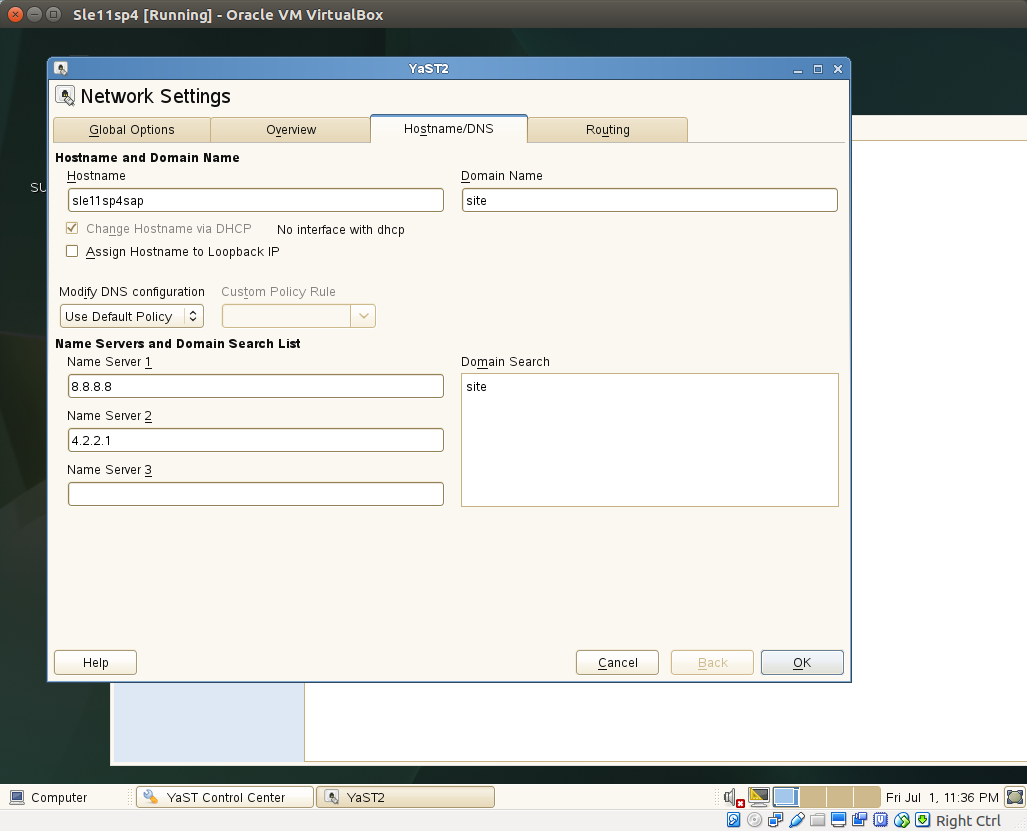 Sle11sp4 [Running] - Oracle VM VirtualBox
YaST2
Network Settings
Global Options
Overview
Hostname/DNS
Routing
Hostname and Domain Name
Hostname
Domain Name
sle11sp4sap
site
Change Hostname via DHCP
No interface with dhcp
Assign Hostname to Loopback IP
Modify DNS configuration
Custom Policy Rule
Use Default Policy
Name Servers and Domain Search List
Name Server 1
Domain Search
8.8.8.8
site
Name Server 2
4.2.2.1
Name Server 3
Help
Cancel
Back
OK
SU
Computer
YaST Control Center
YaST2
Fri Jul 1, 11:36 PM
Right Ctrl